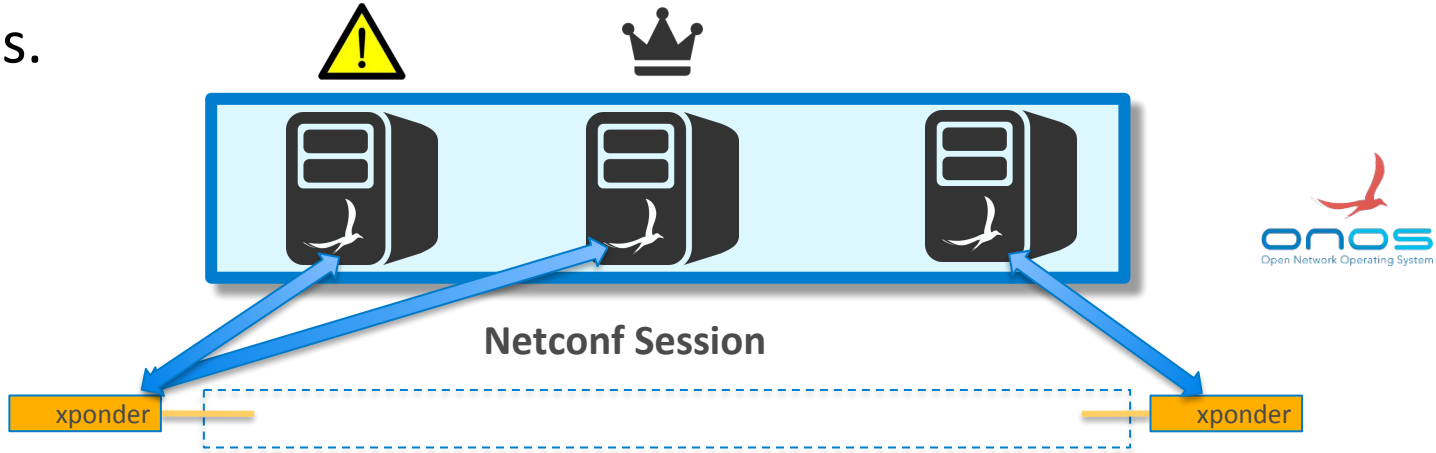 s.
onos
Open Network Operating System
Netconf Session
xponder
xponder